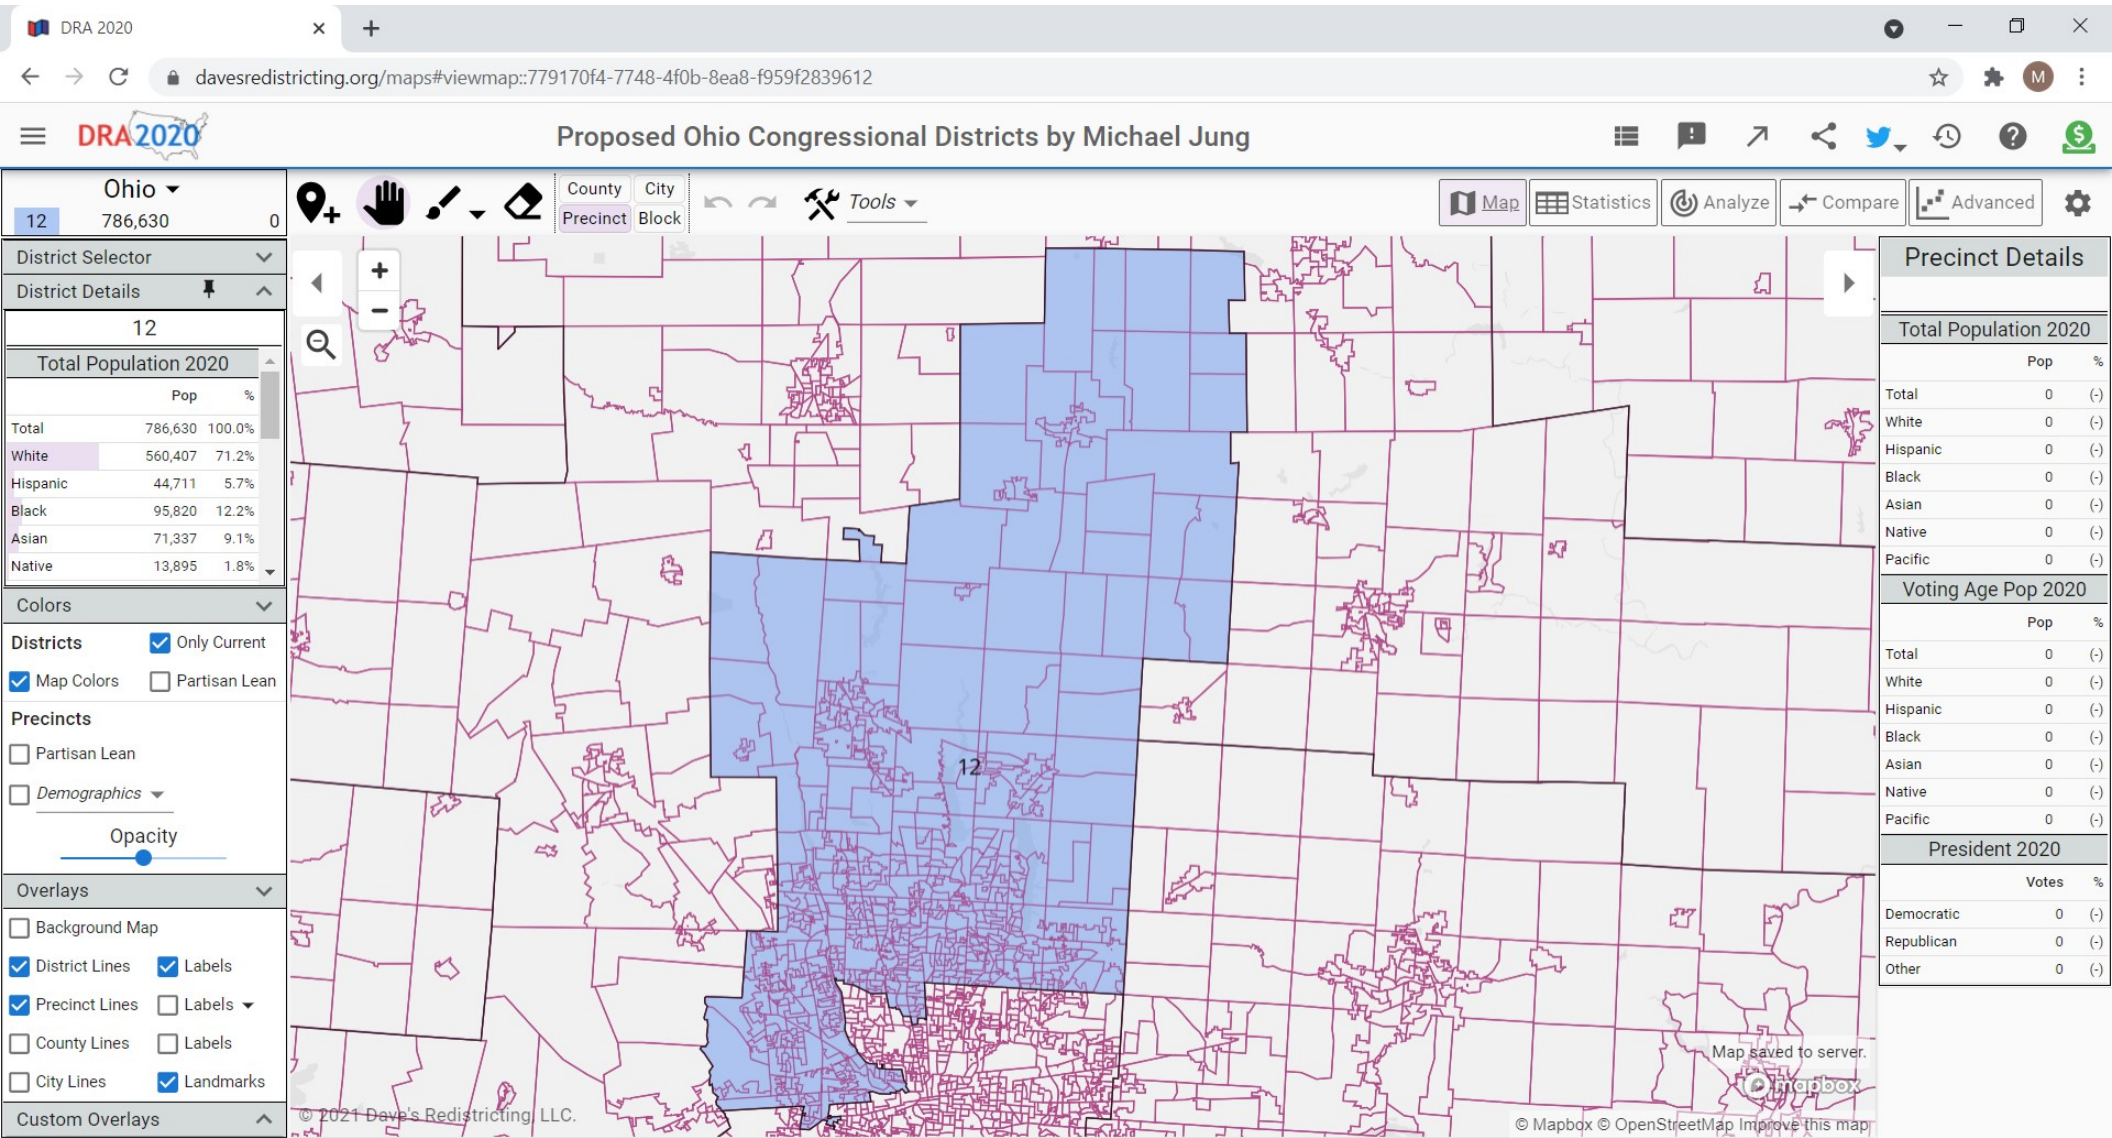 DRA 2020
davesredistricting.org/maps#viewmap::779170f4-7748-4f0b-8ea8-f959f2839612
M
DRA2020
Proposed Ohio Congressional Districts by Michael Jung
Ohio
12 786,630 0
County City
Precinct Block
Tools
Map Statistics Analyze Compare Advanced
District Selector
District Details
12
Total Population 2020
Pop %
Total 786,630 100.0%
White 560,407 71.2%
Hispanic 44,711 5.7%
Black 95,820 12.2%
Asian 71,337 9.1%
Native 13,895 1.8%
Colors
Districts Only Current
Map Colors Partisan Lean
Precincts
Partisan Lean
Demographics
Opacity
Overlays
Background Map
District Lines Labels
Precinct Lines Labels
County Lines Labels
City Lines Landmarks
Custom Overlays
+
−
12
Map saved to server.
mapbox
© 2021 Dave's Redistricting, LLC.
© Mapbox © OpenStreetMap Improve this map
Precinct Details
Total Population 2020
Pop %
Total 0 (-)
White 0 (-)
Hispanic 0 (-)
Black 0 (-)
Asian 0 (-)
Native 0 (-)
Pacific 0 (-)
Voting Age Pop 2020
Pop %
Total 0 (-)
White 0 (-)
Hispanic 0 (-)
Black 0 (-)
Asian 0 (-)
Native 0 (-)
Pacific 0 (-)
President 2020
Votes %
Democratic 0 (-)
Republican 0 (-)
Other 0 (-)